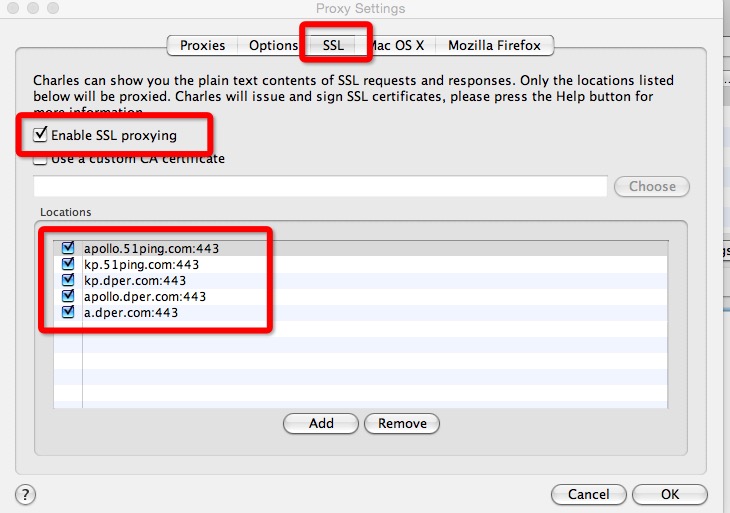 Proxy Settings
Proxies Options SSL Mac OS X Mozilla Firefox
Charles can show you the plain text contents of SSL requests and responses. Only the locations listed
below will be proxied. Charles will issue and sign SSL certificates, please press the Help button for
more information.
Enable SSL proxying
Use a custom CA certificate
Choose
Locations
apollo.51ping.com:443
kp.51ping.com:443
kp.dper.com:443
apollo.dper.com:443
a.dper.com:443
Add Remove
? Cancel OK